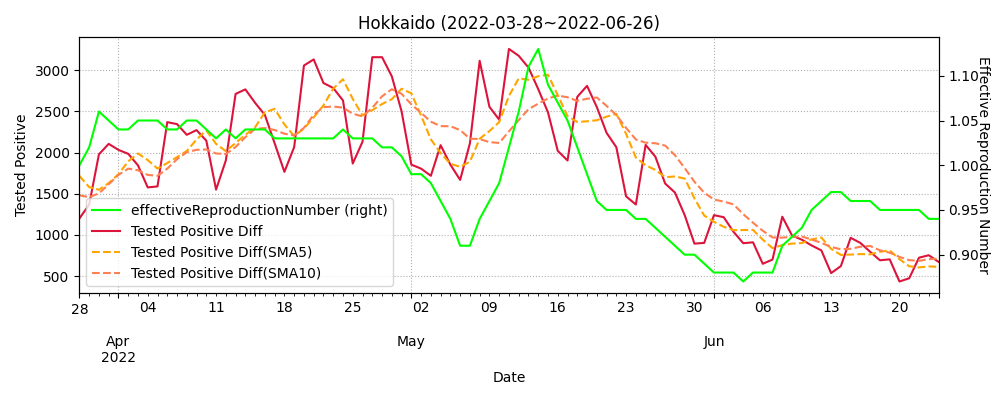 Hokkaido (2022-03-28~2022-06-26)
Tested Positive
3000
2500
2000
1500
1000
500
1.10
1.05
1.00
0.95
0.90
Effective Reproduction Number
effectiveReproductionNumber (right)
Tested Positive Diff
Tested Positive Diff(SMA5)
Tested Positive Diff(SMA10)
28 04 11 18 25 02 09 16 23 30 06 13 20
Apr May Jun
2022
Date